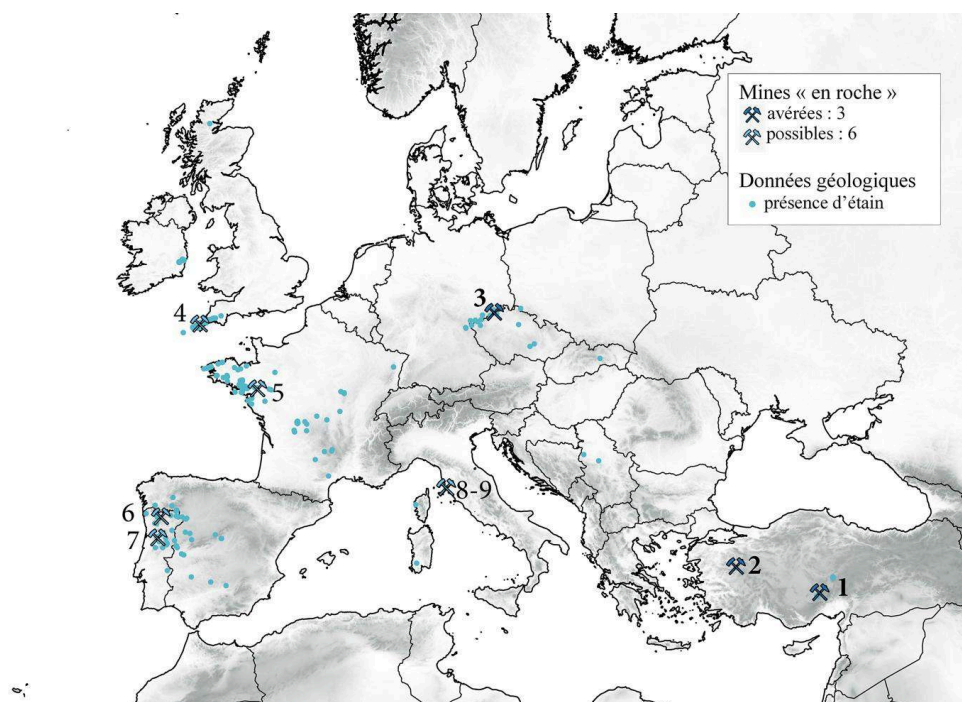 Mines « en roche »
avérées : 3
possibles : 6
Données géologiques
présence d'étain
3
4
5
8-9
6
7
2
1